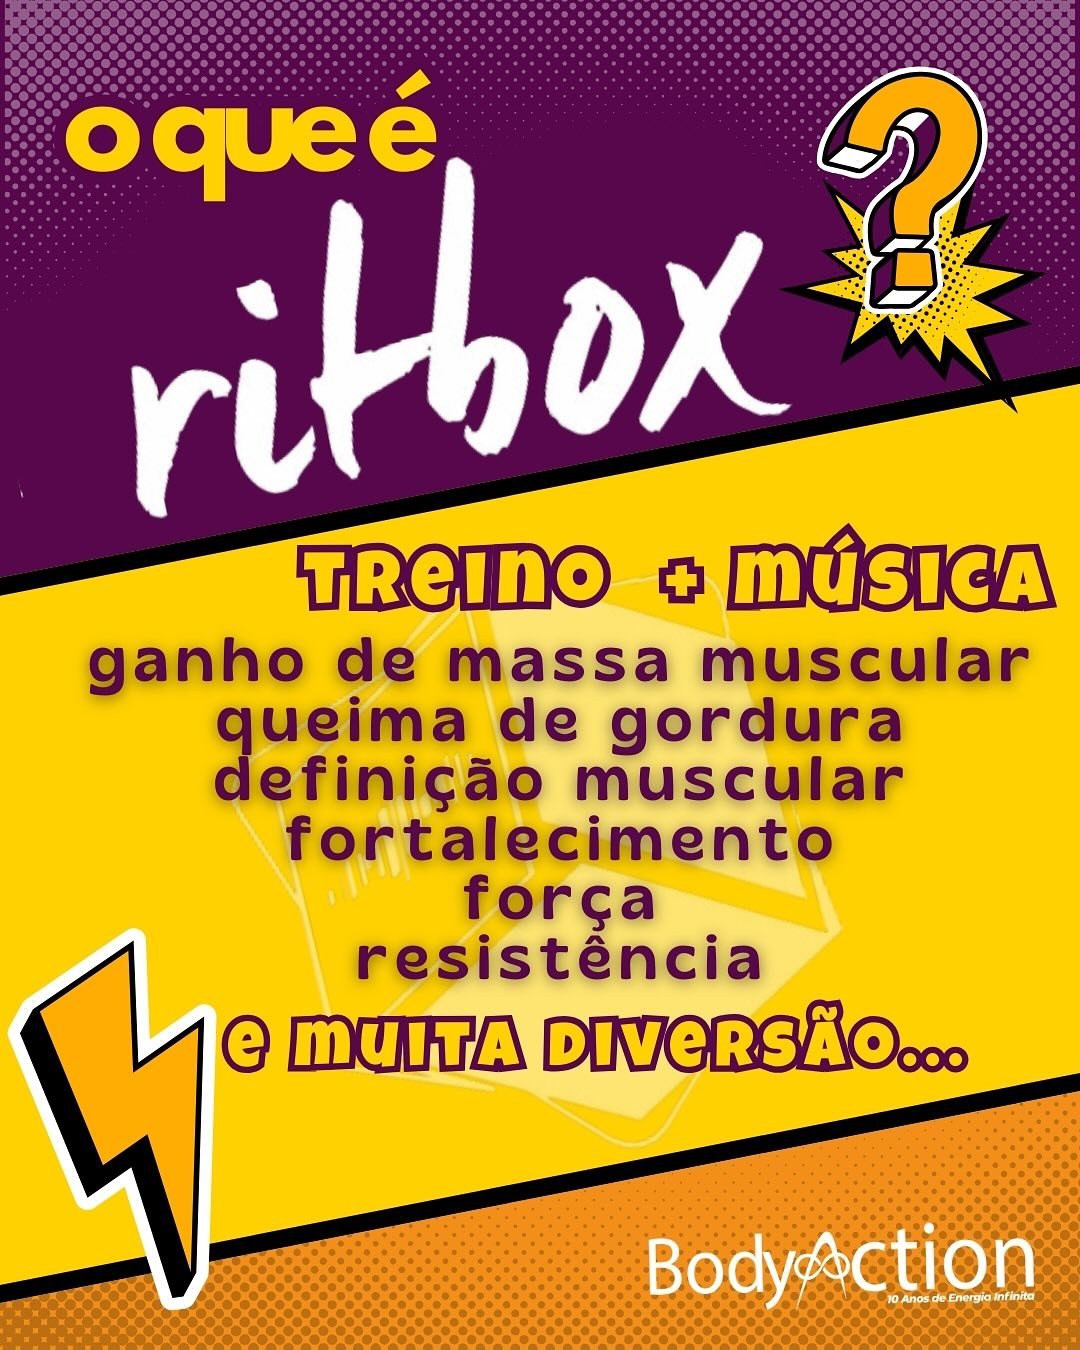 o que é
ritbox
?
TReino + música
ganho de massa muscular
queima de gordura
definição muscular
fortalecimento
força
resistência
e muita diversão...
BodyAction
10 Anos de Energia Infinita